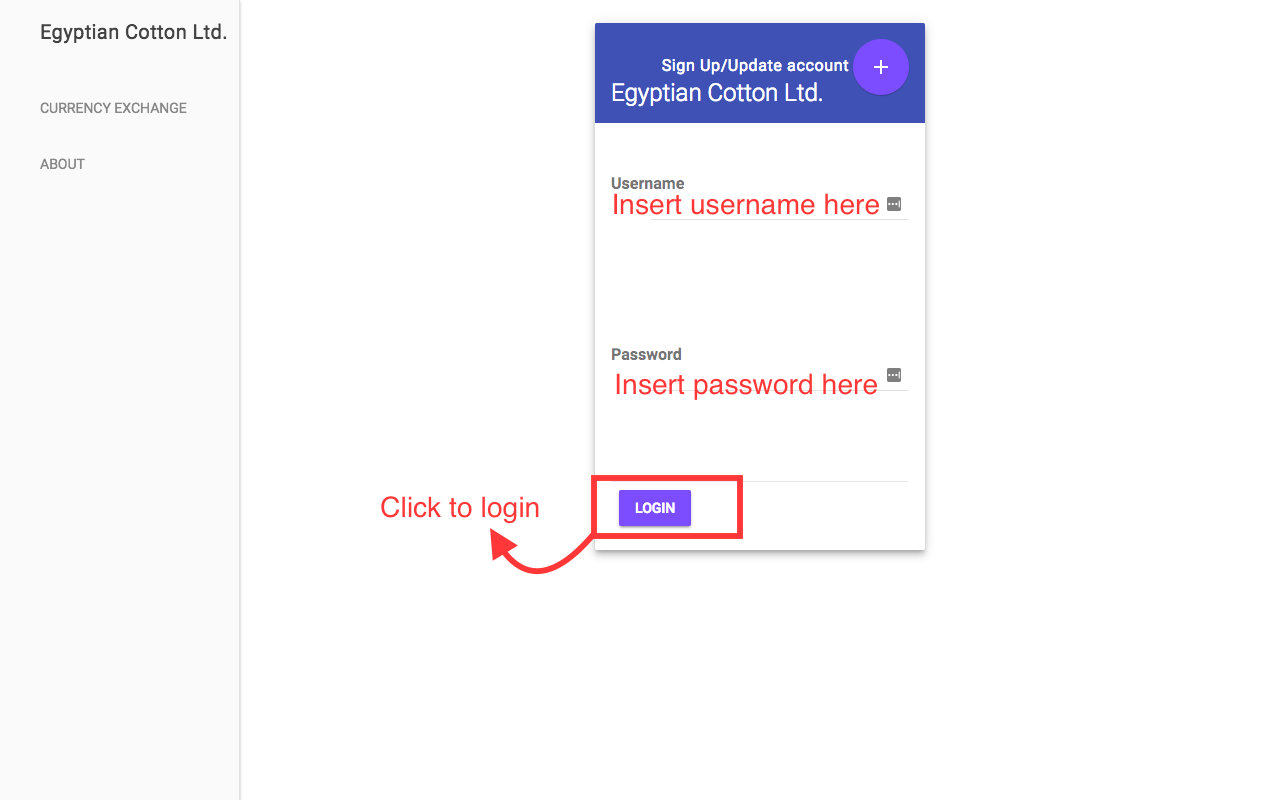 Egyptian Cotton Ltd.
CURRENCY EXCHANGE
ABOUT
Sign Up/Update account
+
Egyptian Cotton Ltd.
Username
Insert username here
Password
Insert password here
Click to login
LOGIN